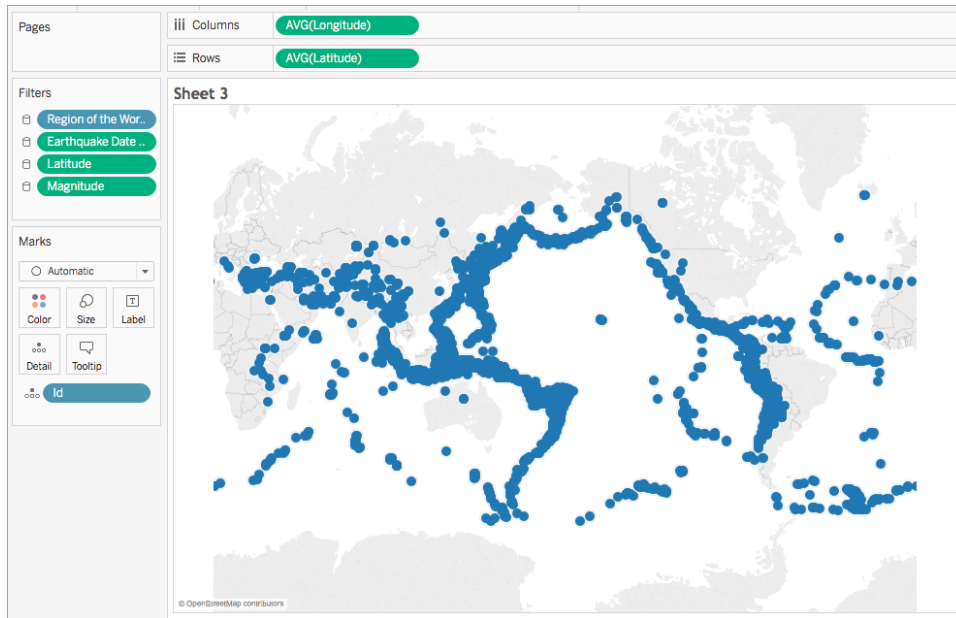 Pages
Columns
AVG(Longitude)
Rows
AVG(Latitude)
Filters
Region of the Wor..
Earthquake Date ..
Latitude
Magnitude
Sheet 3
Marks
Automatic
Color
Size
Label
Detail
Tooltip
Id
© OpenStreetMap contributors